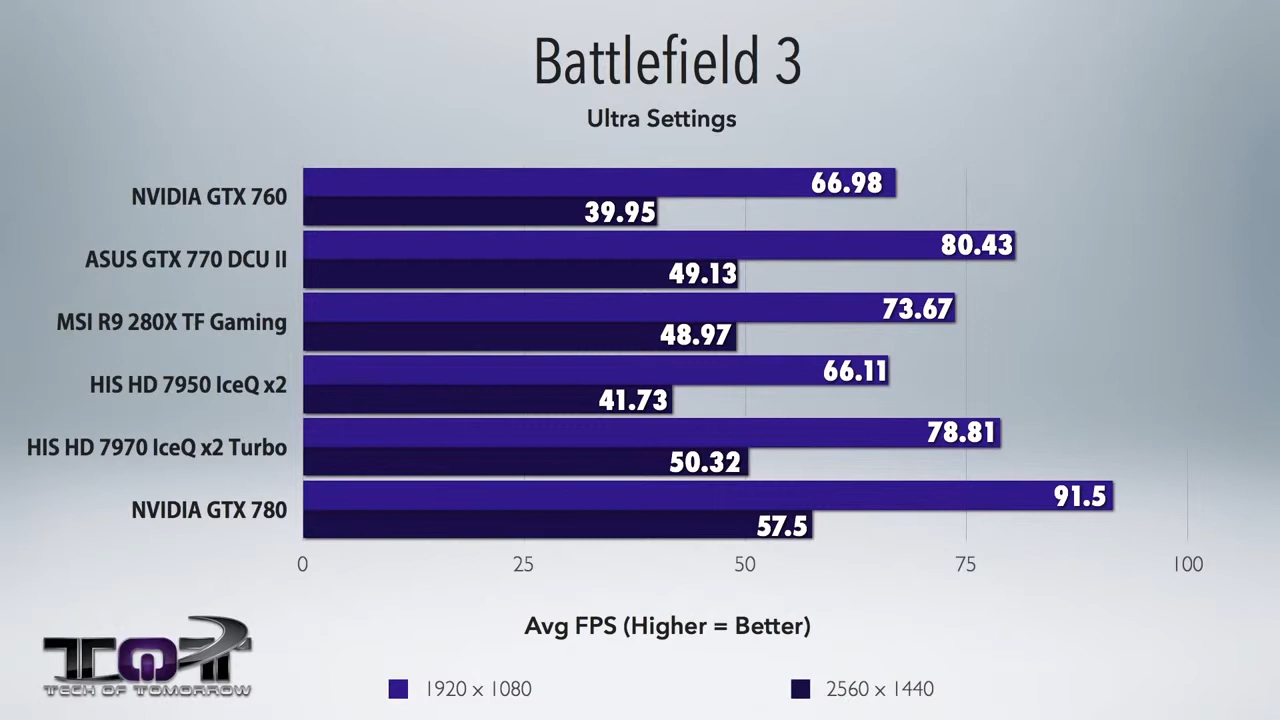 Battlefield 3
Ultra Settings
NVIDIA GTX 760
66.98
39.95
ASUS GTX 770 DCU II
80.43
49.13
MSI R9 280X TF Gaming
73.67
48.97
HIS HD 7950 IceQ x2
66.11
41.73
HIS HD 7970 IceQ x2 Turbo
78.81
50.32
NVIDIA GTX 780
91.5
57.5
0 25 50 75 100
Avg FPS (Higher = Better)
TOT
TECH OF TOMORROW
1920 x 1080 2560 x 1440